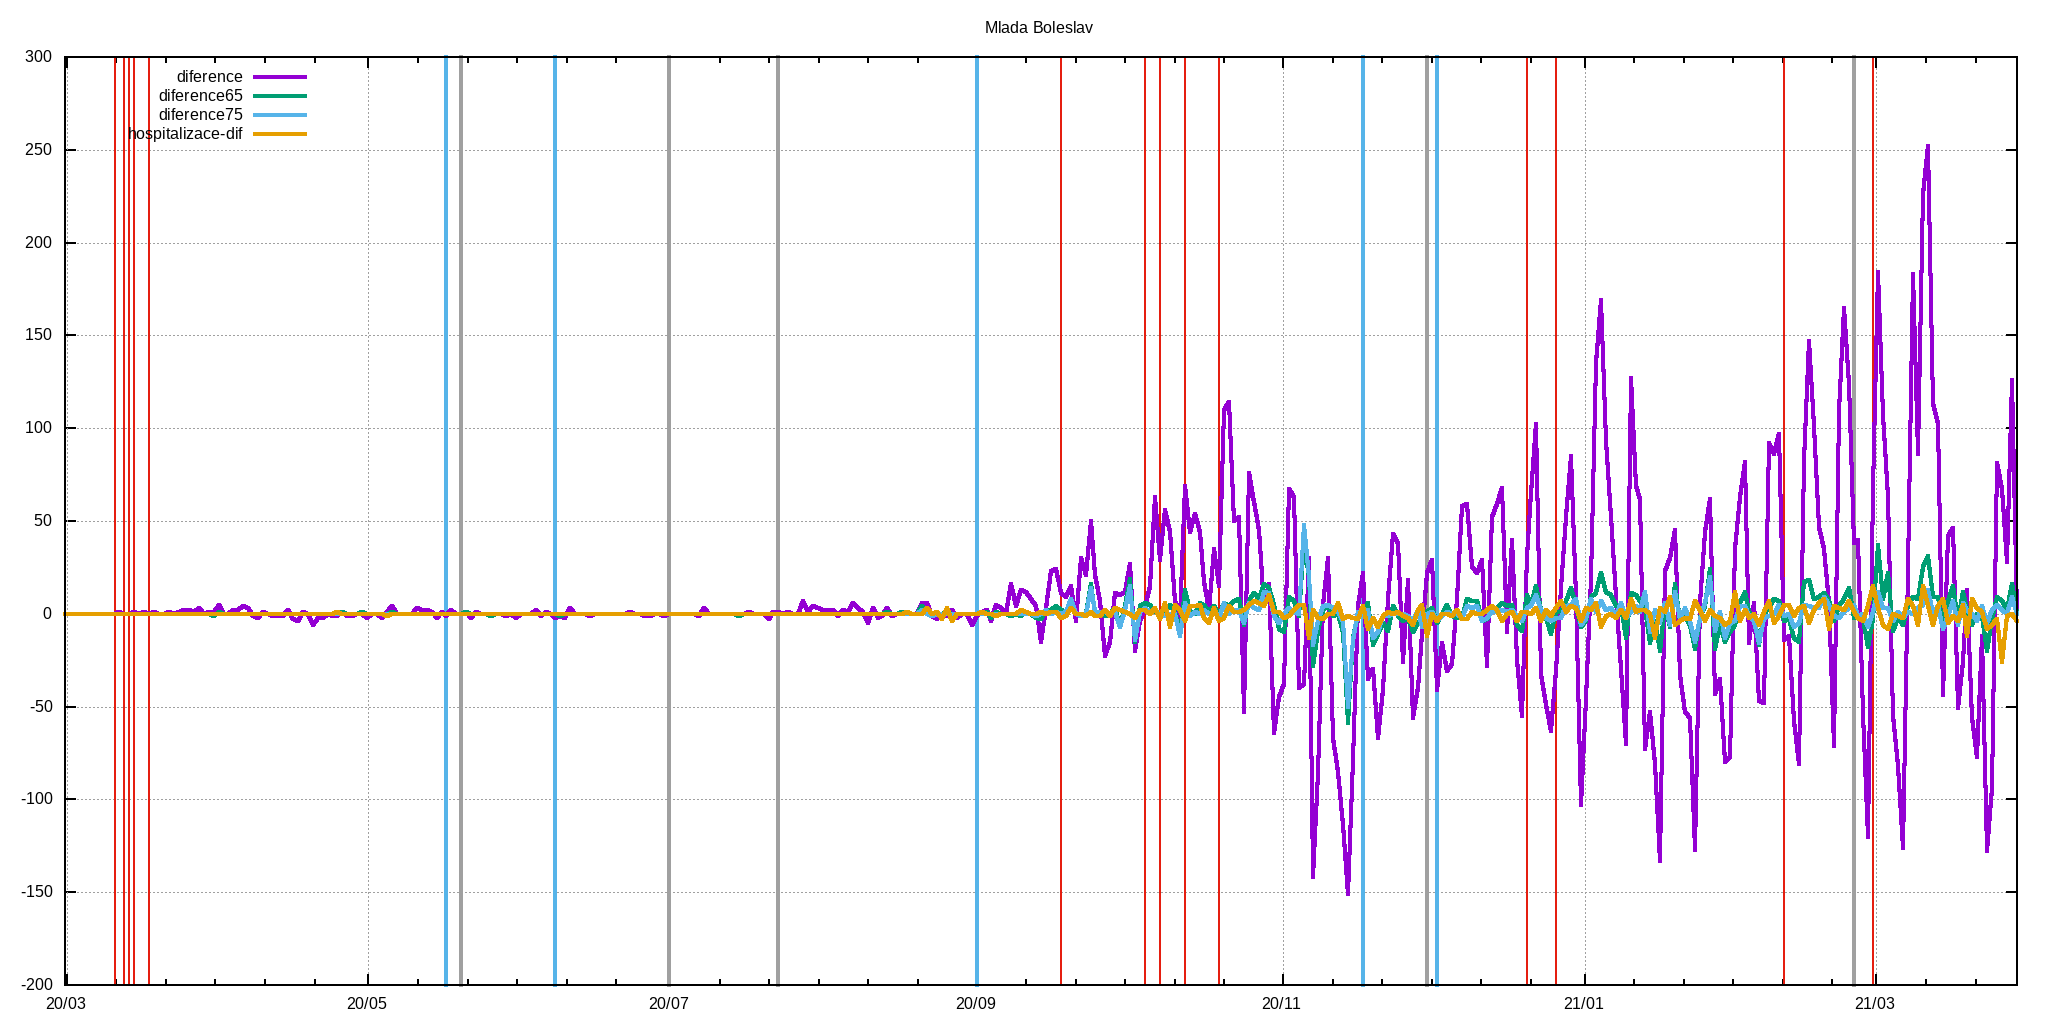 Mlada Boleslav
300
diference
diference65
diference75
hospitalizace-dif
250
200
150
100
50
0
-50
-100
-150
-200
20/03 20/05 20/07 20/09 20/11 21/01 21/03